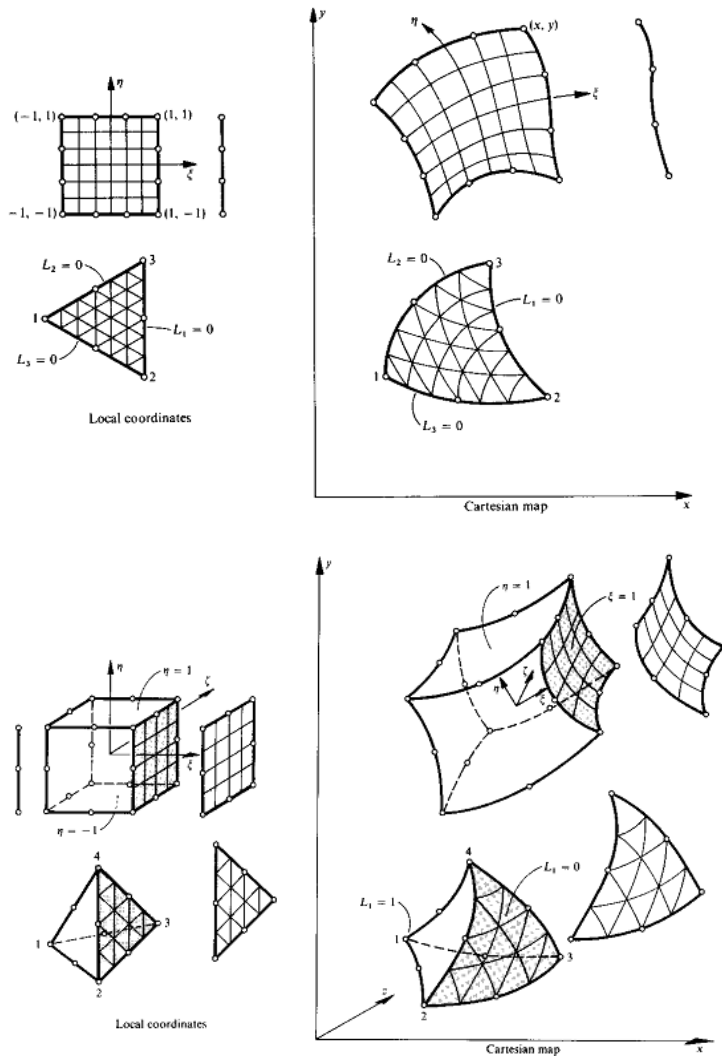 η
(−1, 1)
(1, 1)
ξ
−1, −1)
(1, −1)
L₂ = 0
3
1
L₁ = 0
L₃ = 0
2
Local coordinates
y
η
(x, y)
ξ
L₂ = 0
3
L₁ = 0
1
2
L₃ = 0
Cartesian map
x
η
η = 1
ζ
ξ
η = −1
4
1
3
2
Local coordinates
y
η = 1
ξ = 1
ζ
η
ξ
4
L₁ = 1
L₁ = 0
1
3
2
z
Cartesian map
x